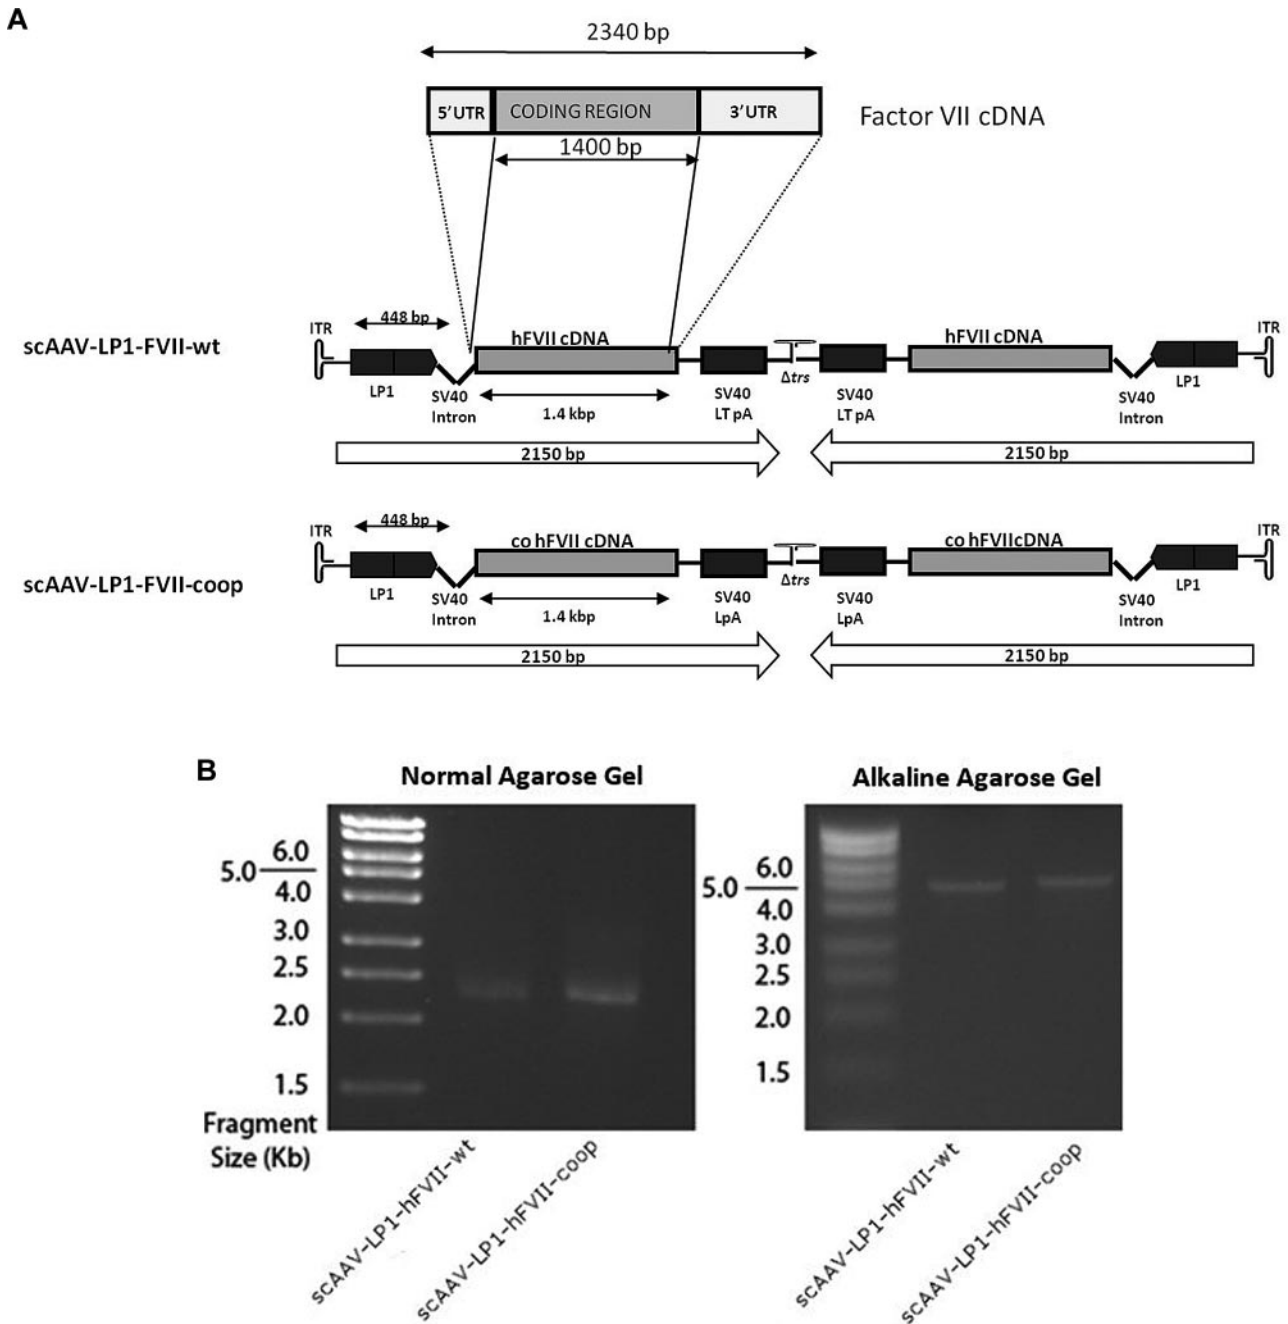 A
2340 bp
5'UTR CODING REGION 3'UTR
Factor VII cDNA
1400 bp
scAAV-LP1-FVII-wt
ITR
448 bp
LP1
SV40
Intron
hFVII cDNA
1.4 kbp
SV40
LT pA
Δtrs
SV40
LT pA
hFVII cDNA
SV40
Intron
LP1
ITR
2150 bp
2150 bp
scAAV-LP1-FVII-coop
ITR
448 bp
LP1
SV40
Intron
co hFVII cDNA
1.4 kbp
SV40
LpA
Δtrs
SV40
LpA
co hFVIIcDNA
SV40
Intron
LP1
ITR
2150 bp
2150 bp
B
Normal Agarose Gel
6.0
5.0
4.0
3.0
2.5
2.0
1.5
Fragment
Size (Kb)
scAAV-LP1-hFVII-wt
scAAV-LP1-hFVII-coop
Alkaline Agarose Gel
6.0
5.0
4.0
3.0
2.5
2.0
1.5
scAAV-LP1-hFVII-wt
scAAV-LP1-hFVII-coop